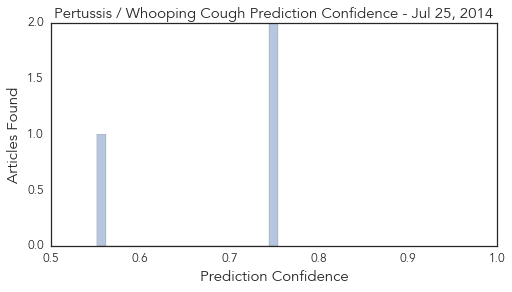 Pertussis / Whooping Cough Prediction Confidence - Jul 25, 2014
2.0
1.5
1.0
0.5
0.0
Articles Found
0.5 0.6 0.7 0.8 0.9 1.0
Prediction Confidence